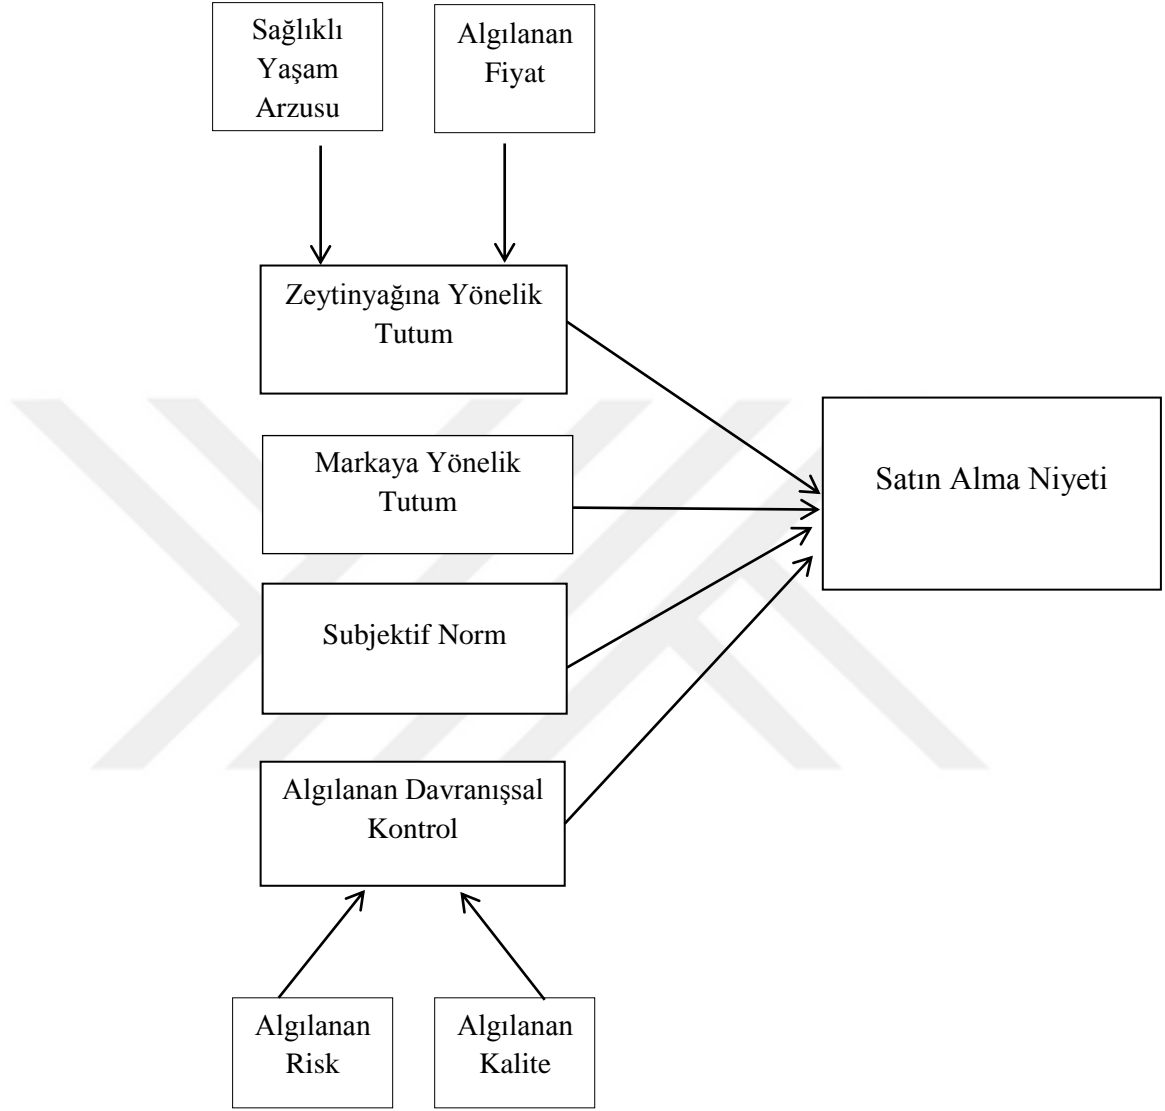 Sağlıklı
Yaşam
Arzusu
Algılanan
Fiyat
Zeytinyağına Yönelik
Tutum
Markaya Yönelik
Tutum
Satın Alma Niyeti
Subjektif Norm
Algılanan Davranışsal
Kontrol
Algılanan
Risk
Algılanan
Kalite